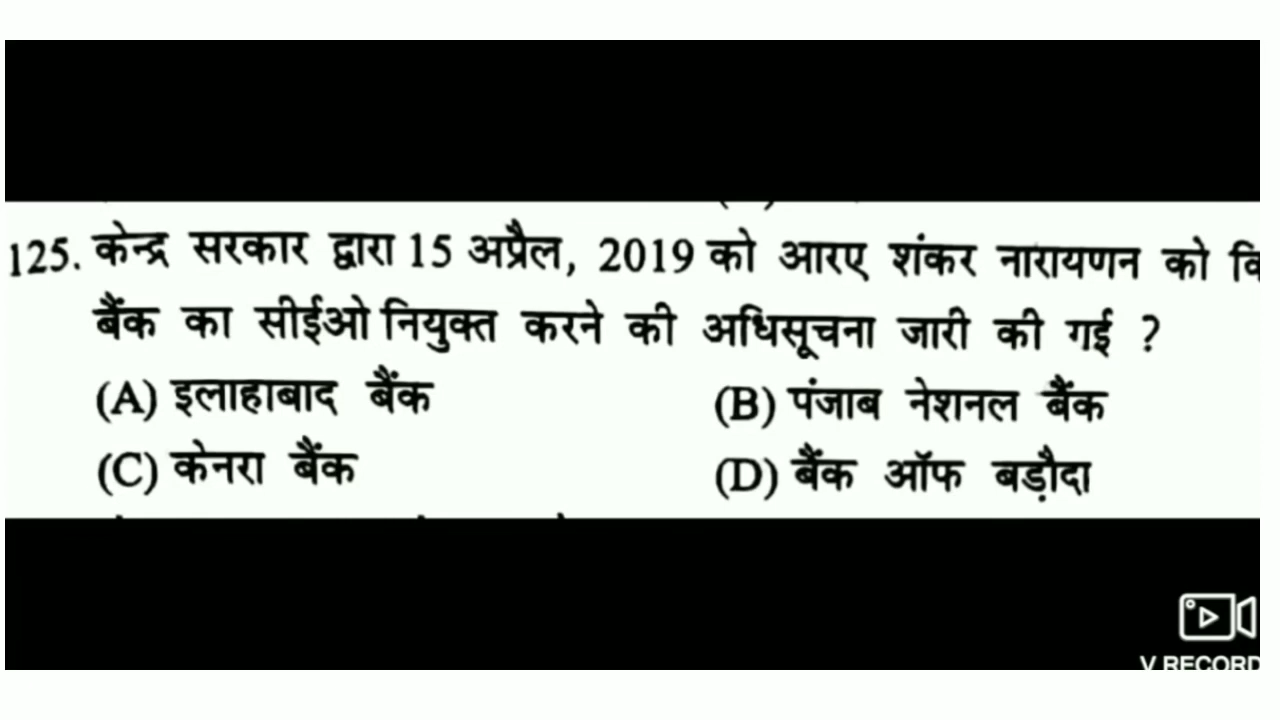 125. केन्द्र सरकार द्वारा 15 अप्रैल, 2019 को आरए शंकर नारायणन को
बैंक का सीईओ नियुक्त करने की अधिसूचना जारी की गई ?
(A) इलाहाबाद बैंक (B) पंजाब नेशनल बैंक
(C) केनरा बैंक (D) बैंक ऑफ बड़ौदा
V RECORD